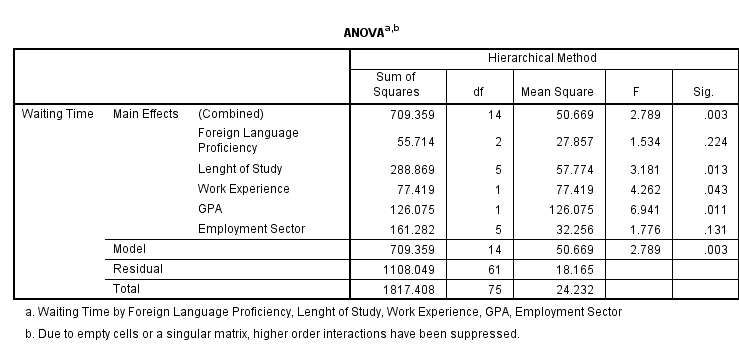 ANOVAa,b
Hierarchical Method
Sum of Squares df Mean Square F Sig.
Waiting Time Main Effects (Combined) 709.359 14 50.669 2.789 .003
Foreign Language Proficiency 55.714 2 27.857 1.534 .224
Lenght of Study 288.869 5 57.774 3.181 .013
Work Experience 77.419 1 77.419 4.262 .043
GPA 126.075 1 126.075 6.941 .011
Employment Sector 161.282 5 32.256 1.776 .131
Model 709.359 14 50.669 2.789 .003
Residual 1108.049 61 18.165
Total 1817.408 75 24.232
a. Waiting Time by Foreign Language Proficiency, Lenght of Study, Work Experience, GPA, Employment Sector
b. Due to empty cells or a singular matrix, higher order interactions have been suppressed.